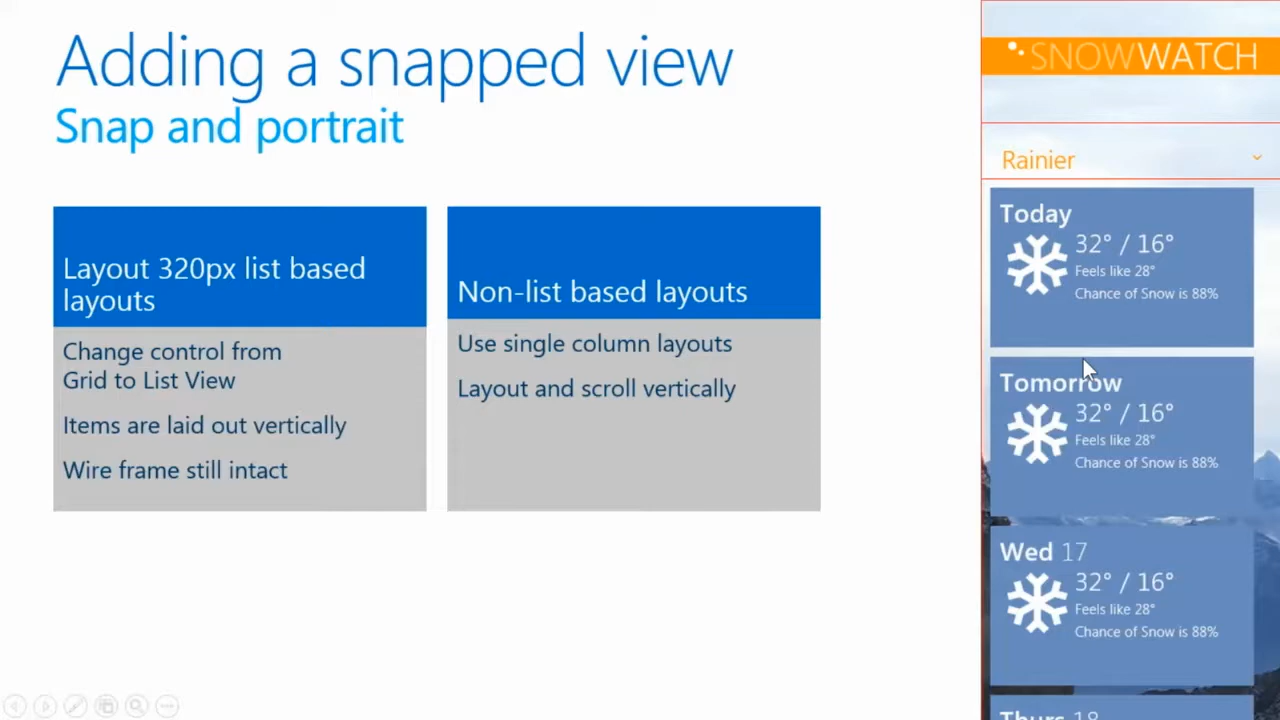 Adding a snapped view
Snap and portrait
Layout 320px list based
layouts
Change control from
Grid to List View
Items are laid out vertically
Wire frame still intact
Non-list based layouts
Use single column layouts
Layout and scroll vertically
SNOWWATCH
Rainier
Today
32° / 16°
Feels like 28°
Chance of Snow is 88%
Tomorrow
32° / 16°
Feels like 28°
Chance of Snow is 88%
Wed 17
32° / 16°
Feels like 28°
Chance of Snow is 88%
Thurs 18